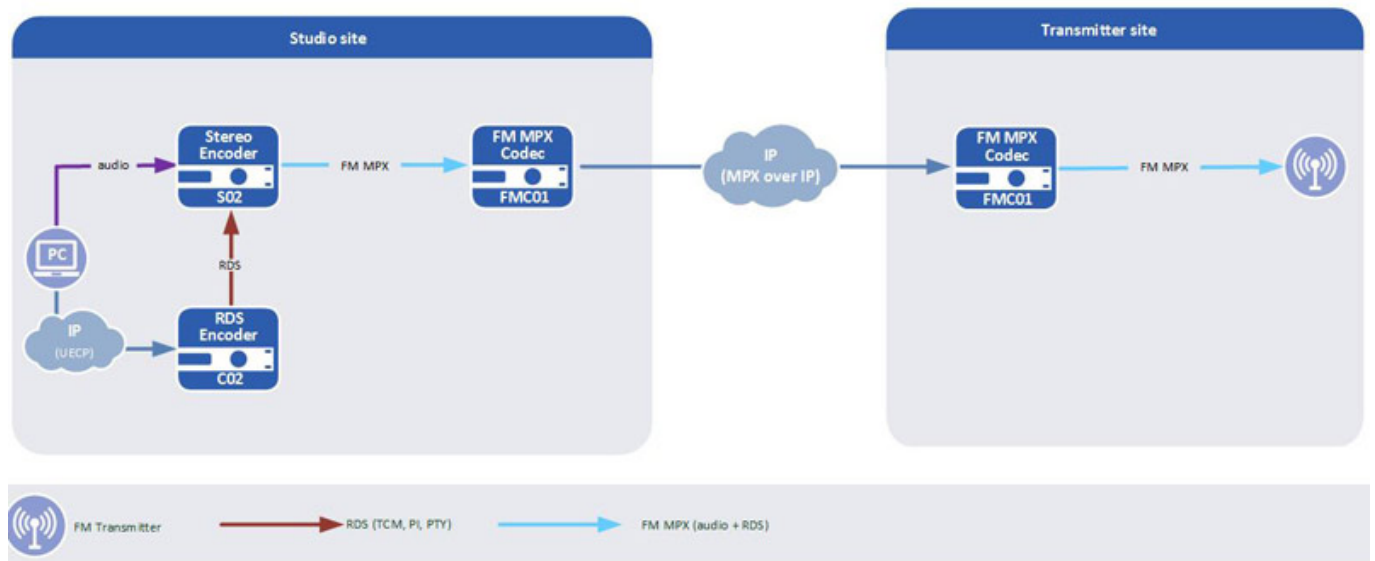 Studio site
Transmitter site
Stereo
Encoder
S02
FM MPX
Codec
FMC01
IP
(MPX over IP)
FM MPX
Codec
FMC01
audio
FM MPX
FM MPX
PC
RDS
IP
(UECP)
RDS
Encoder
C02
FM Transmitter
RDS (TCM, PI, PTY)
FM MPX (audio + RDS)